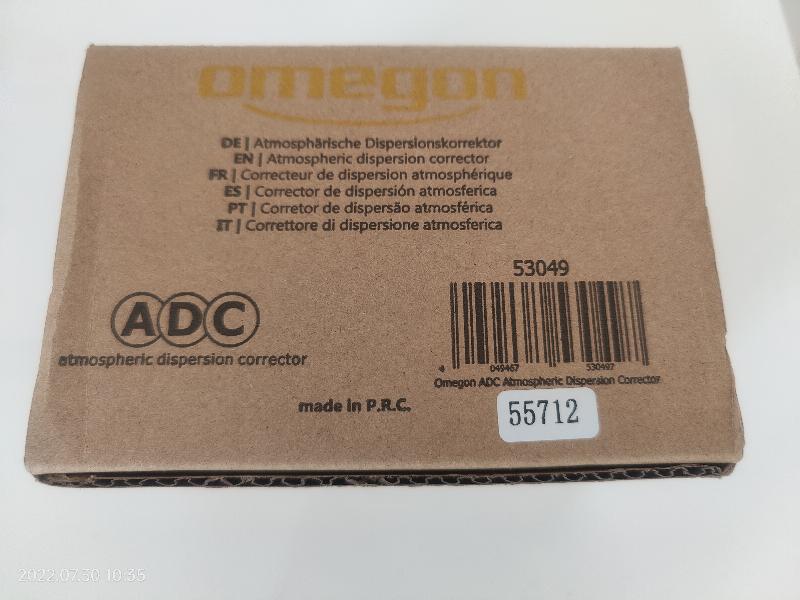 omegon
DE | Atmosphärische Dispersionskorrektor
EN | Atmospheric dispersion corrector
FR | Correcteur de dispersion atmosphérique
ES | Corrector de dispersión atmosferica
PT | Corretor de dispersão atmosférica
IT | Correttore di dispersione atmosferica
53049
ADC
atmospheric dispersion corrector
4 049467 530497
Omegon ADC Atmospheric Dispersion Corrector
made in P.R.C.
55712
2022.07.30 10:35